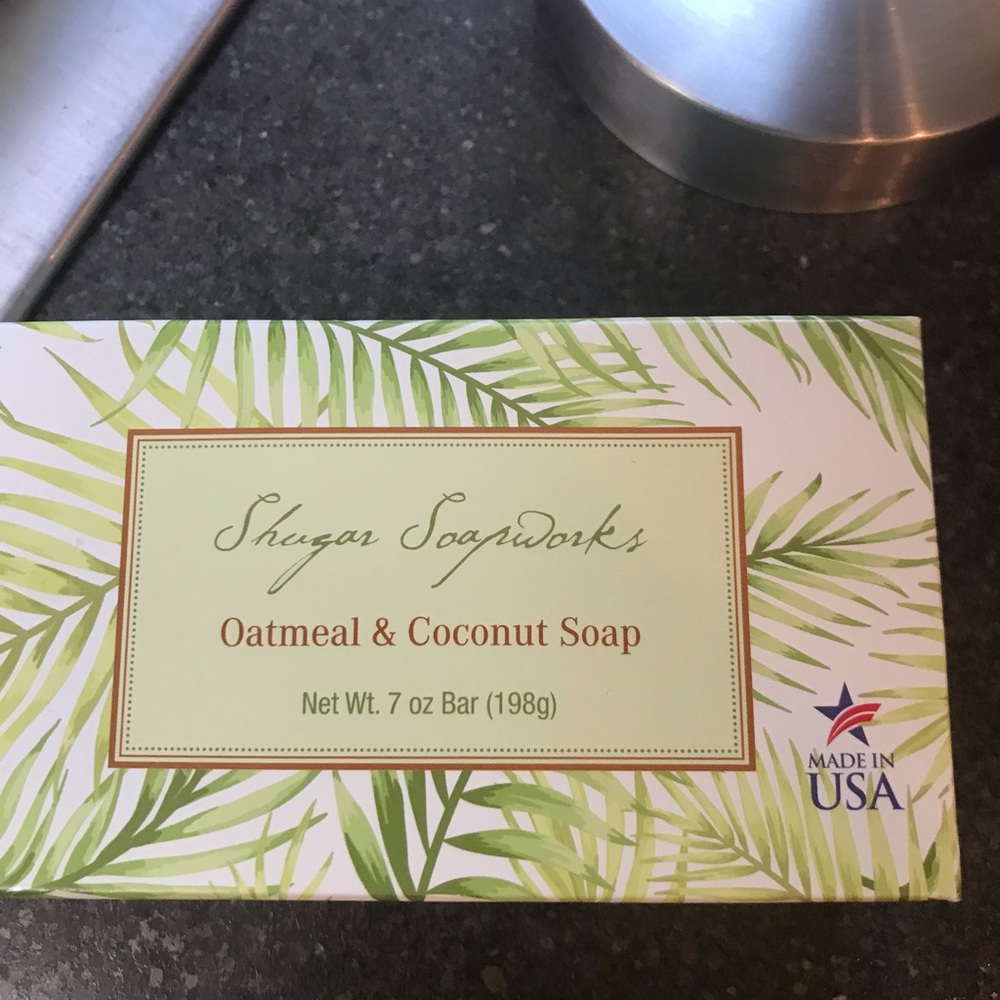 Shugar Soapworks
Oatmeal & Coconut Soap
Net Wt. 7 oz Bar (198g)
MADE IN
USA